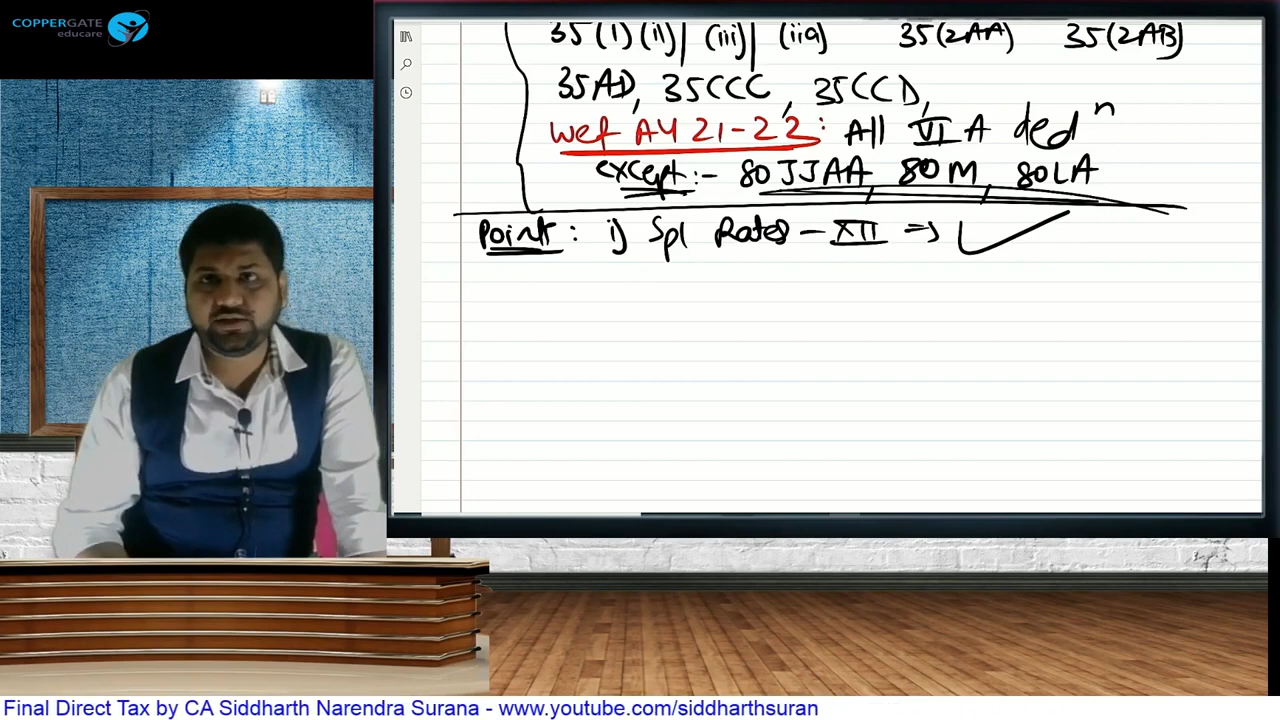 COPPERGATE
educare
35(1)(ii)| (iii)| (iia) 35(2AA) 35(2AB)
35AD, 35CCC, 35CCD,
wef AY 21-22: All VI A dedⁿ
except:- 80JJAA 80M 80LA
Point: i) Spl Rates - XII => ✓
Final Direct Tax by CA Siddharth Narendra Surana - www.youtube.com/siddharthsuran